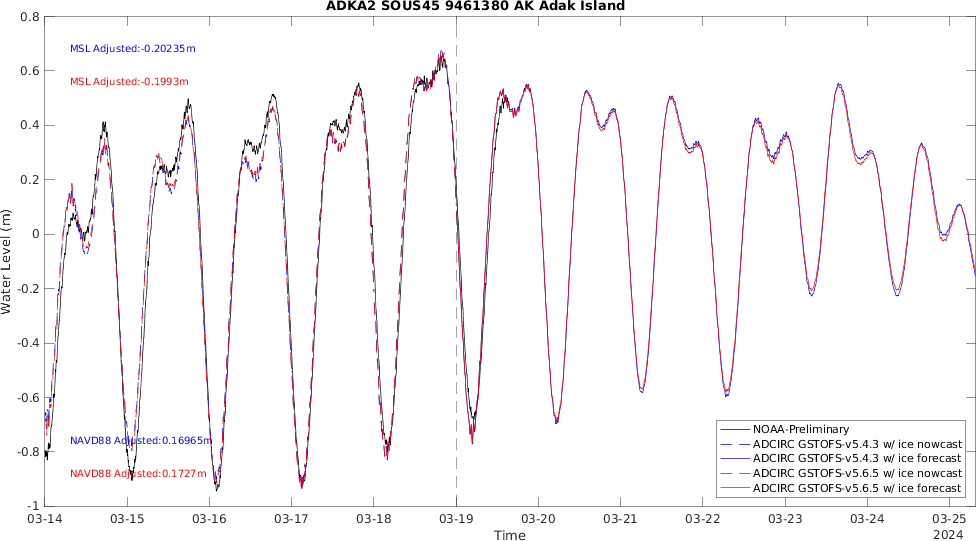 ADKA2 SOUS45 9461380 AK Adak Island
0.8
0.6
0.4
0.2
0
-0.2
-0.4
-0.6
-0.8
-1
Water Level (m)
MSL Adjusted:-0.20235m
MSL Adjusted:-0.1993m
NAVD88 Adjusted:0.16965m
NAVD88 Adjusted:0.1727m
NOAA-Preliminary
ADCIRC GSTOFS-v5.4.3 w/ ice nowcast
ADCIRC GSTOFS-v5.4.3 w/ ice forecast
ADCIRC GSTOFS-v5.6.5 w/ ice nowcast
ADCIRC GSTOFS-v5.6.5 w/ ice forecast
03-14 03-15 03-16 03-17 03-18 03-19 03-20 03-21 03-22 03-23 03-24 03-25
2024
Time